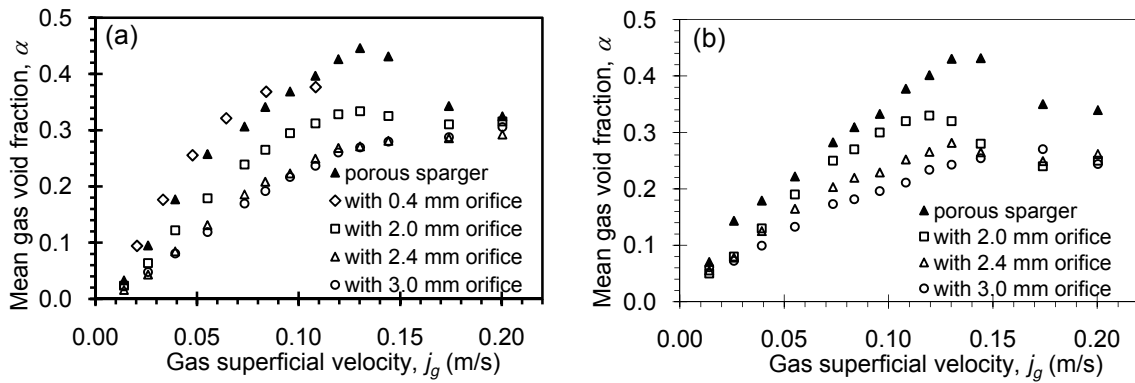 (a)
Mean gas void fraction, α
0.5
0.4
0.3
0.2
0.1
0.0
porous sparger
with 0.4 mm orifice
with 2.0 mm orifice
with 2.4 mm orifice
with 3.0 mm orifice
0.00 0.05 0.10 0.15 0.20
Gas superficial velocity, j_g (m/s)
(b)
Mean gas void fraction, α
0.5
0.4
0.3
0.2
0.1
0.0
porous sparger
with 2.0 mm orifice
with 2.4 mm orifice
with 3.0 mm orifice
0.00 0.05 0.10 0.15 0.20
Gas superficial velocity, j_g (m/s)